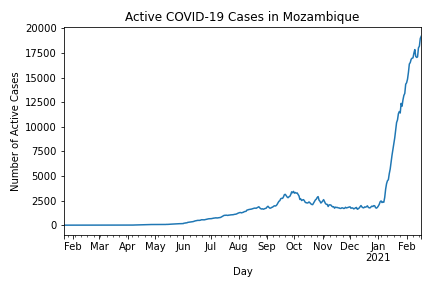 Active COVID-19 Cases in Mozambique
20000
17500
15000
12500
10000
7500
5000
2500
0
Number of Active Cases
Feb Mar Apr May Jun Jul Aug Sep Oct Nov Dec Jan Feb
2021
Day